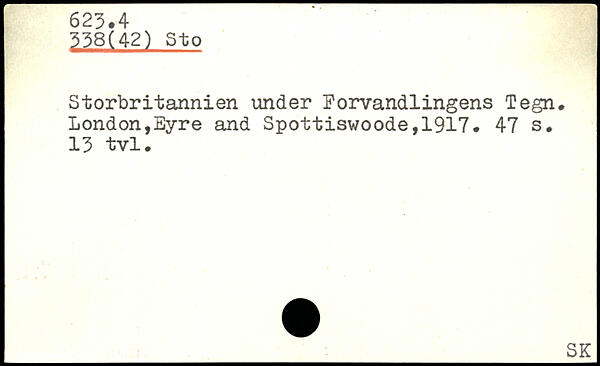 623.4
338(42) Sto
Storbritannien under Forvandlingens Tegn.
London,Eyre and Spottiswoode,1917. 47 s.
13 tvl.
SK